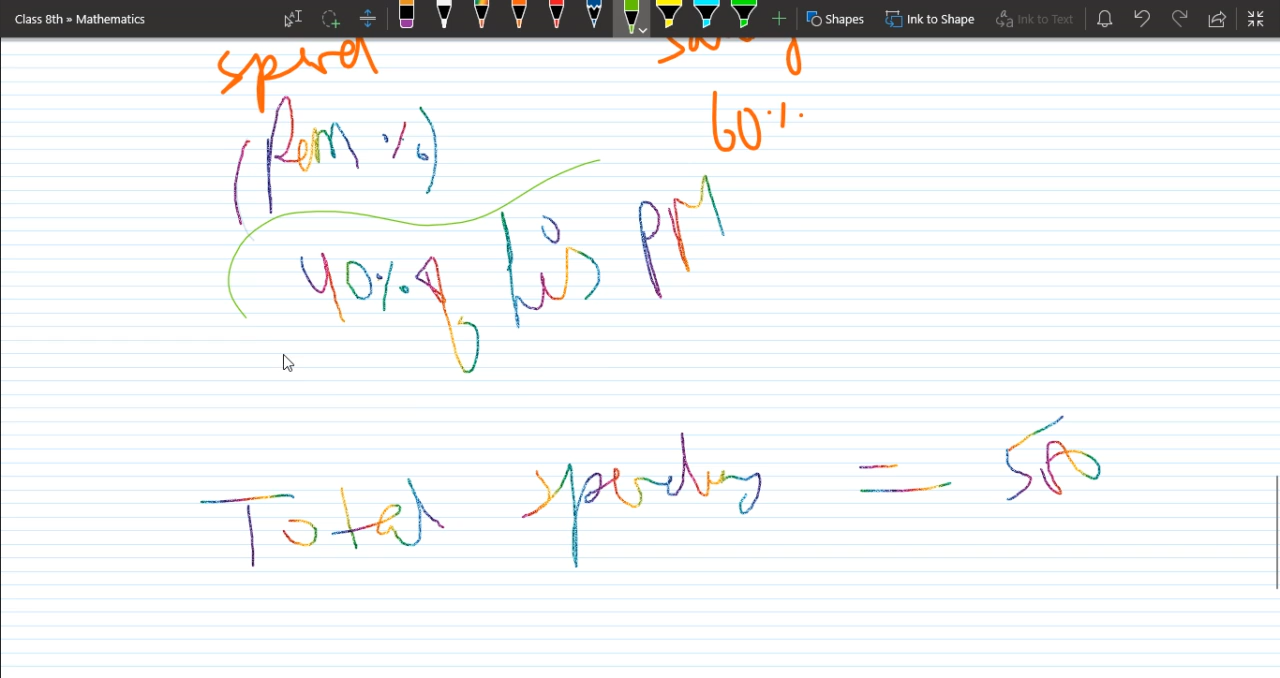 Class 8th » Mathematics
Shapes
Ink to Shape
Ink to Text
spend
60%
(Rem %)
40% of his PM
Total spending = 500